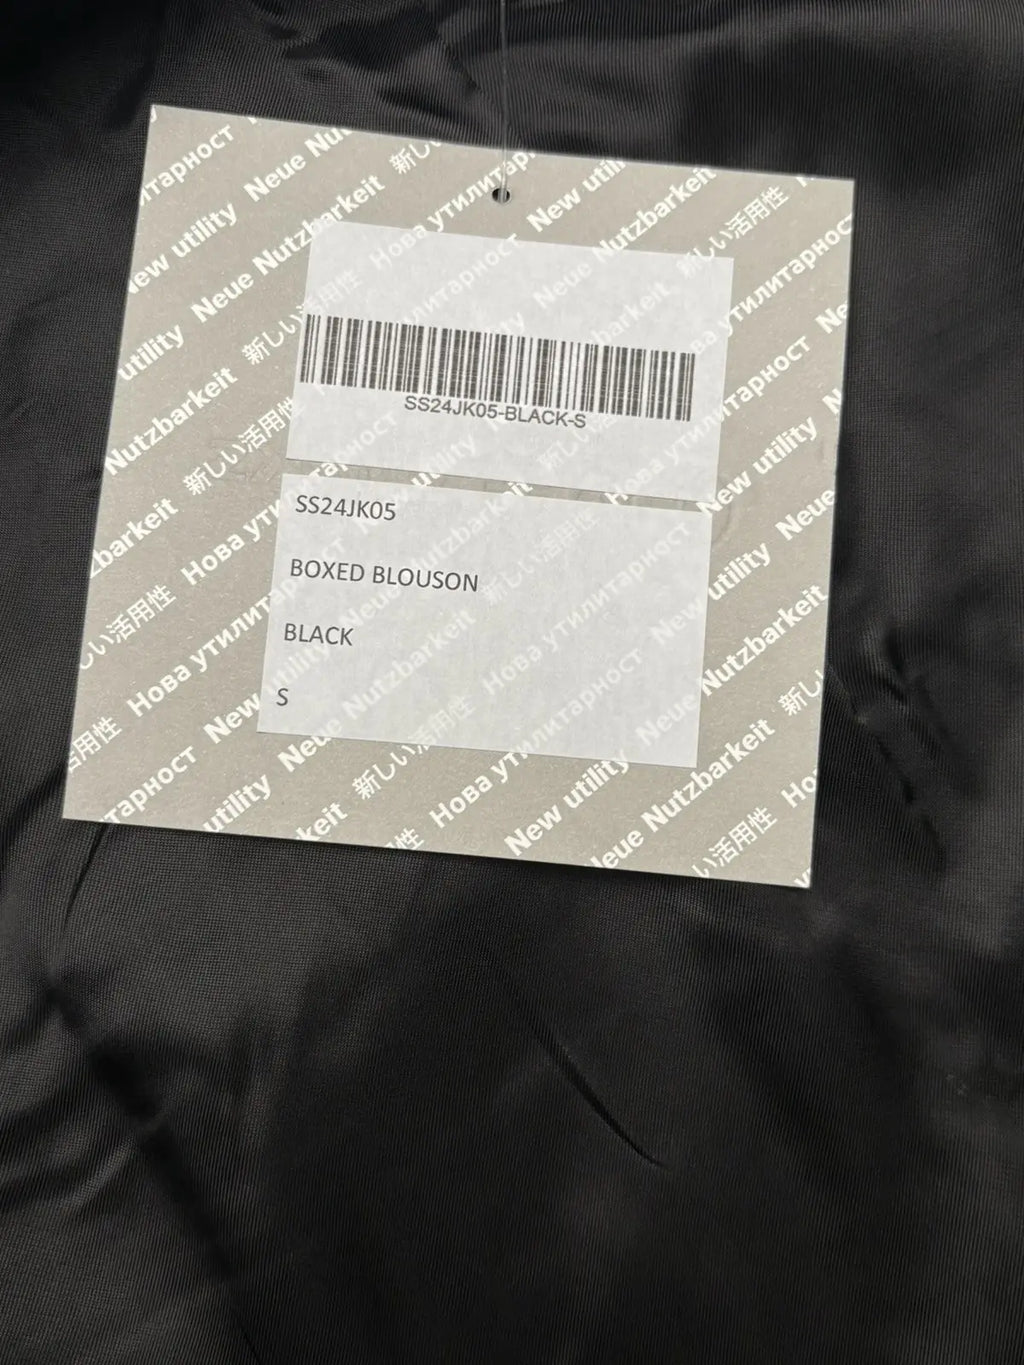 SS24JK05-BLACK-S
SS24JK05
BOXED BLOUSON
BLACK
S
New utility Neue Nutzbarkeit 新しい活用性 Нова утилитарност